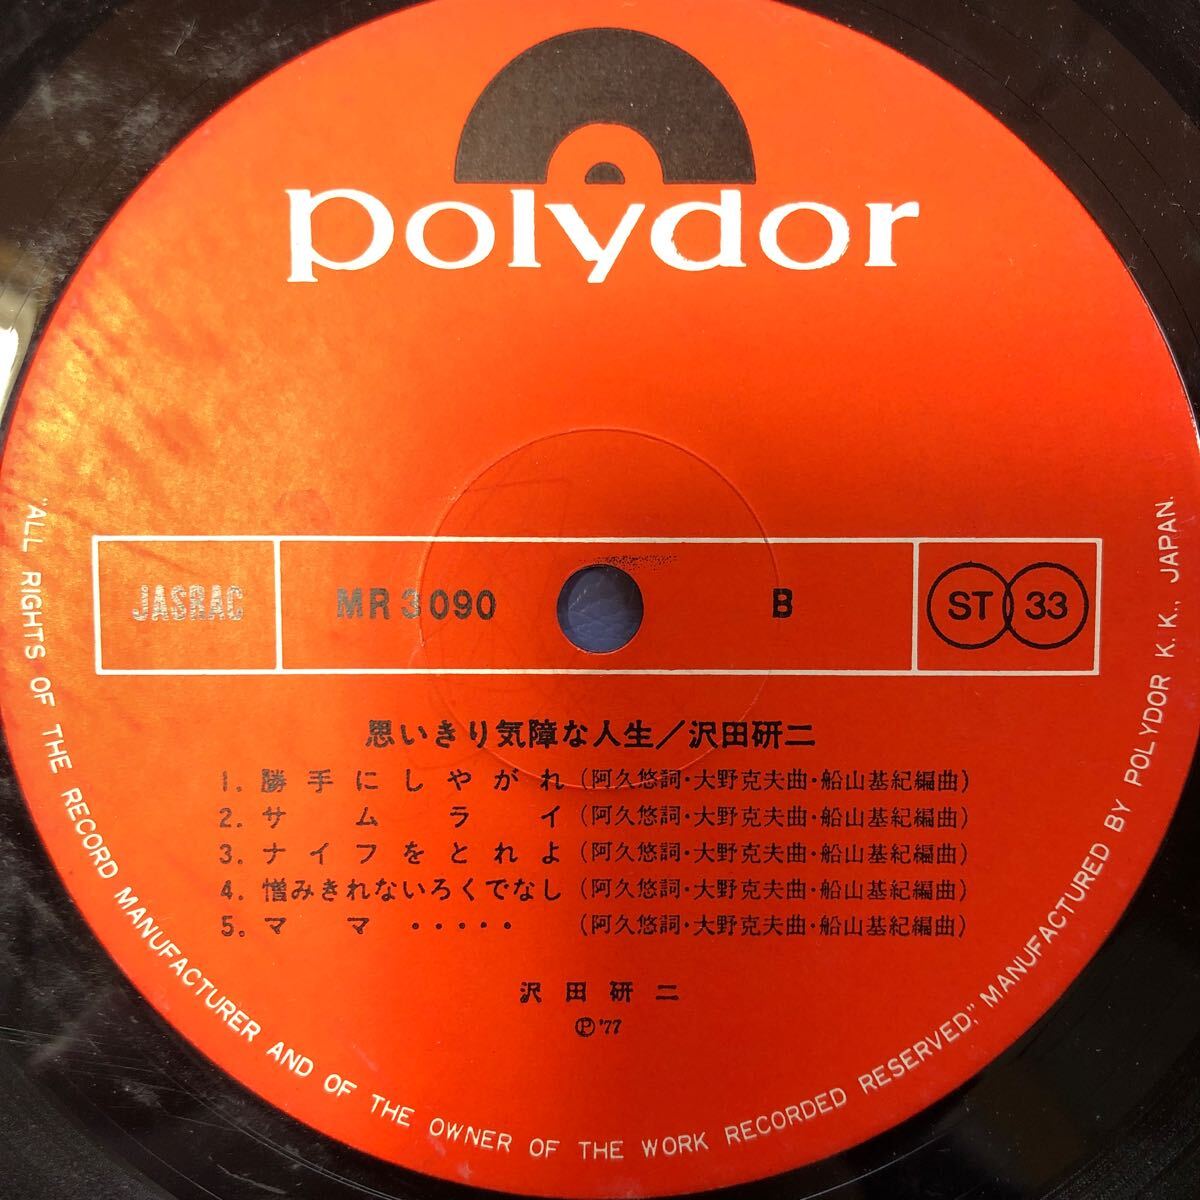 polydor
JASRAC MR 3090 B ST 33
思いきり気障な人生／沢田研二
1. 勝手にしやがれ (阿久悠詞・大野克夫曲・船山基紀編曲)
2. サムライ (阿久悠詞・大野克夫曲・船山基紀編曲)
3. ナイフをとれよ (阿久悠詞・大野克夫曲・船山基紀編曲)
4. 憎みきれないろくでなし (阿久悠詞・大野克夫曲・船山基紀編曲)
5. ママ・・・・・ (阿久悠詞・大野克夫曲・船山基紀編曲)
沢田研二
Ⓟ '77
"ALL RIGHTS OF THE RECORD MANUFACTURER AND OF THE OWNER OF THE WORK RECORDED RESERVED," MANUFACTURED BY POLYDOR K. K., JAPAN.